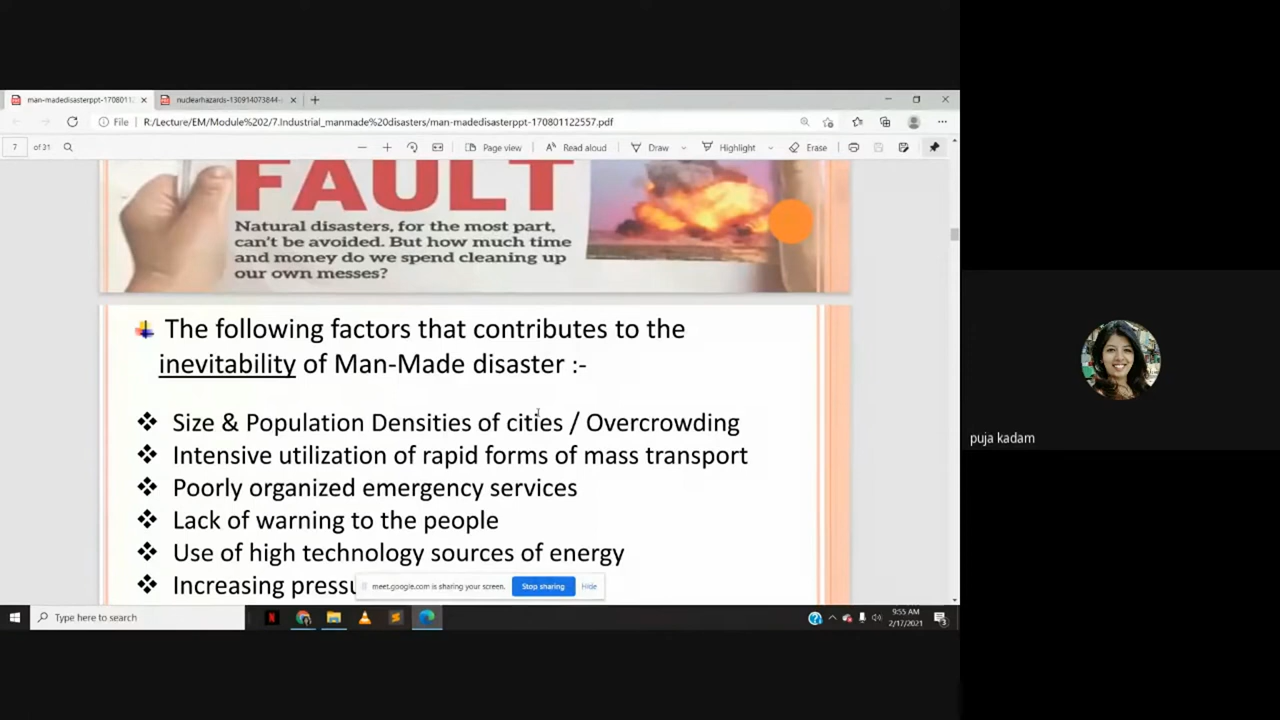 man-madedisasterppt-170801122
nuclearhazards-130914073844-
File
R:/Lecture/EM/Module%202/7.Industrial_manmade%20disasters/man-madedisasterppt-170801122557.pdf
7 of 31
Page view
Read aloud
Draw
Highlight
Erase
FAULT
Natural disasters, for the most part,
can't be avoided. But how much time
and money do we spend cleaning up
our own messes?
The following factors that contributes to the
inevitability of Man-Made disaster :-
Size & Population Densities of cities / Overcrowding
Intensive utilization of rapid forms of mass transport
Poorly organized emergency services
Lack of warning to the people
Use of high technology sources of energy
Increasing
meet.google.com is sharing your screen.
Stop sharing
Hide
Type here to search
9:55 AM
2/17/2021
puja kadam